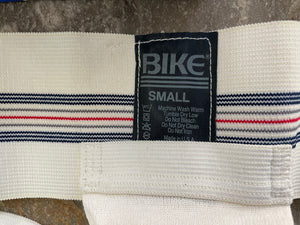 BIKE
SMALL
Machine Wash Warm
Tumble Dry Low
Do Not Bleach
Do Not Dry Clean
Do Not Iron
Made in U.S.A.